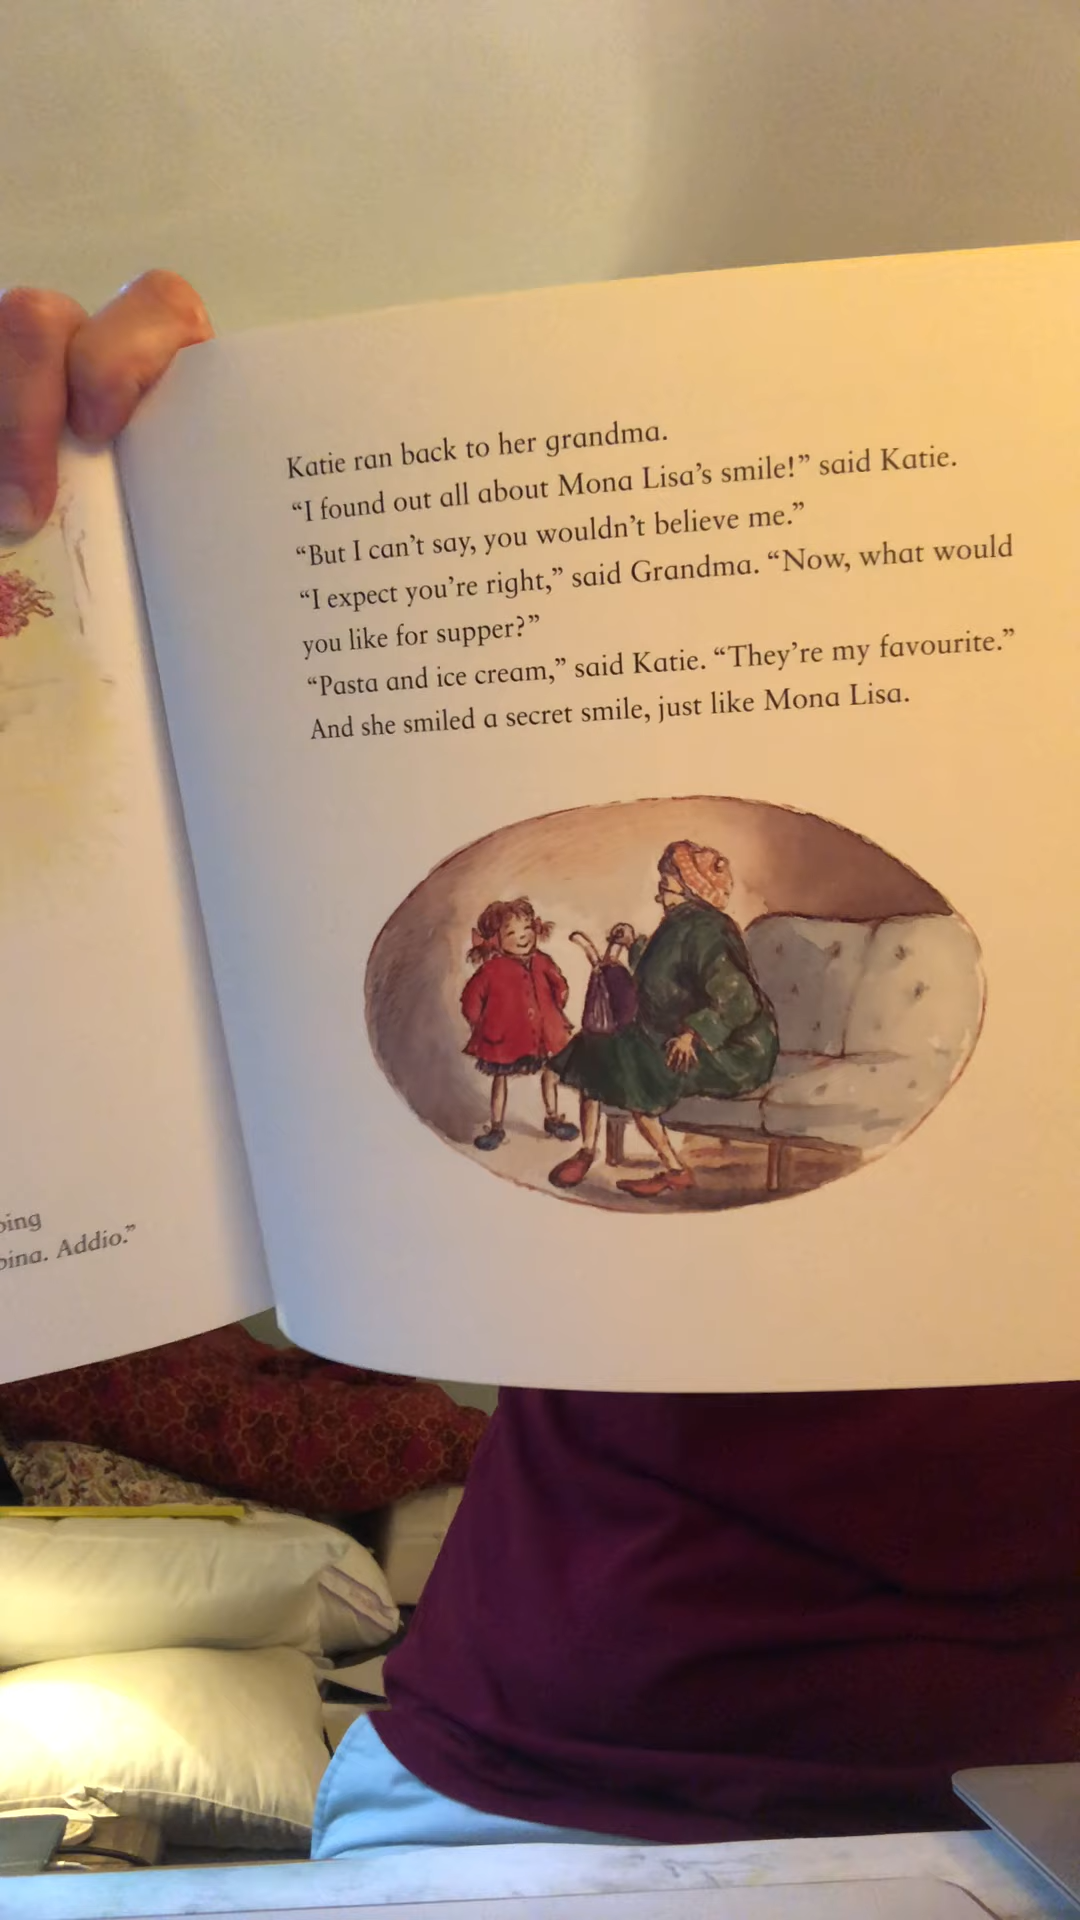 Katie ran back to her grandma.
“I found out all about Mona Lisa’s smile!” said Katie.
“But I can’t say, you wouldn’t believe me.”
“I expect you’re right,” said Grandma. “Now, what would
you like for supper?”
“Pasta and ice cream,” said Katie. “They’re my favourite.”
And she smiled a secret smile, just like Mona Lisa.
Addio.”